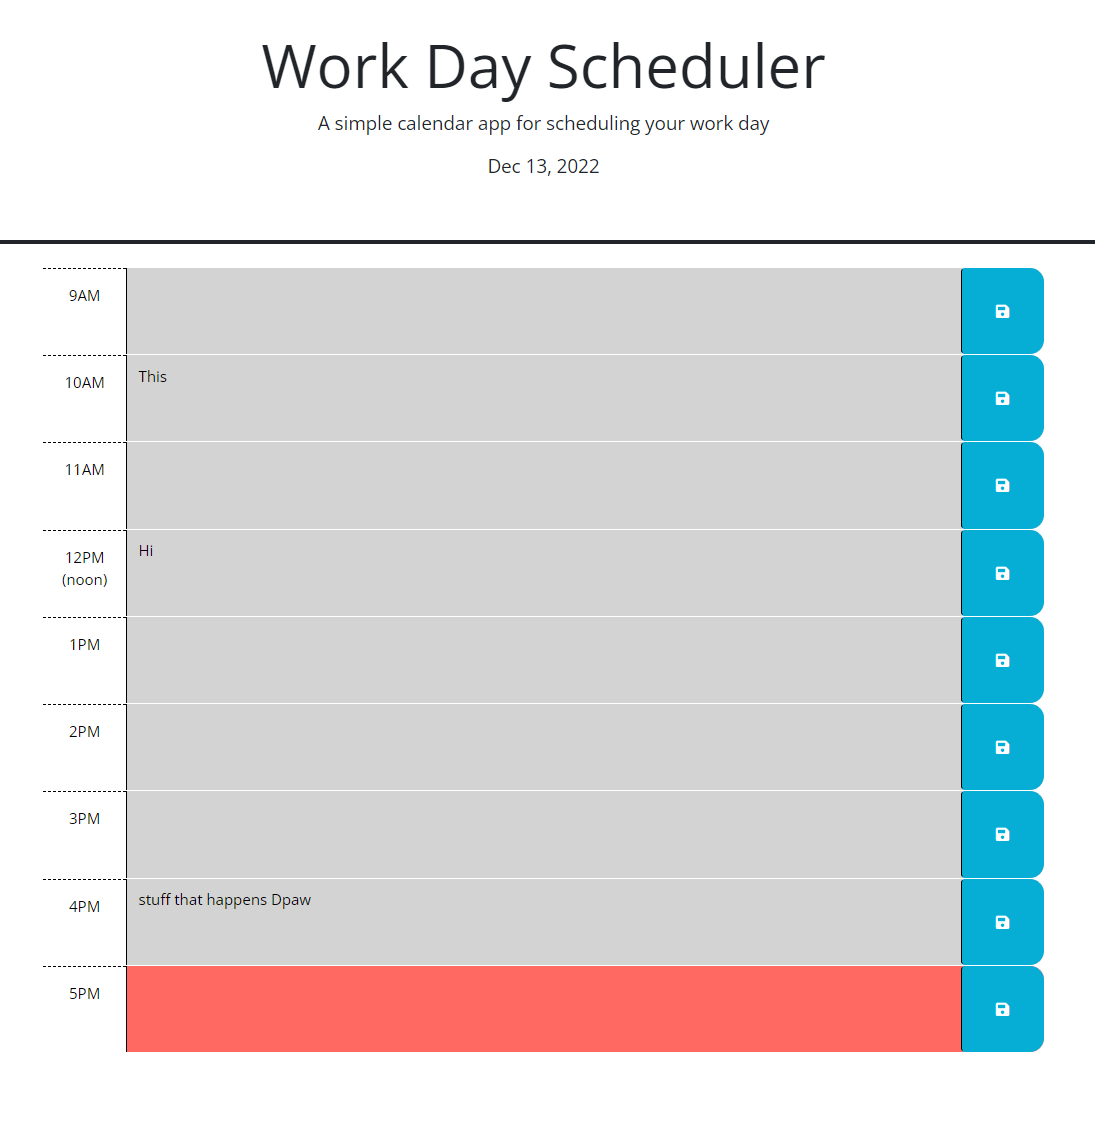 Work Day Scheduler
A simple calendar app for scheduling your work day
Dec 13, 2022
9AM
10AM
This
11AM
12PM
(noon)
Hi
1PM
2PM
3PM
4PM
stuff that happens Dpaw
5PM